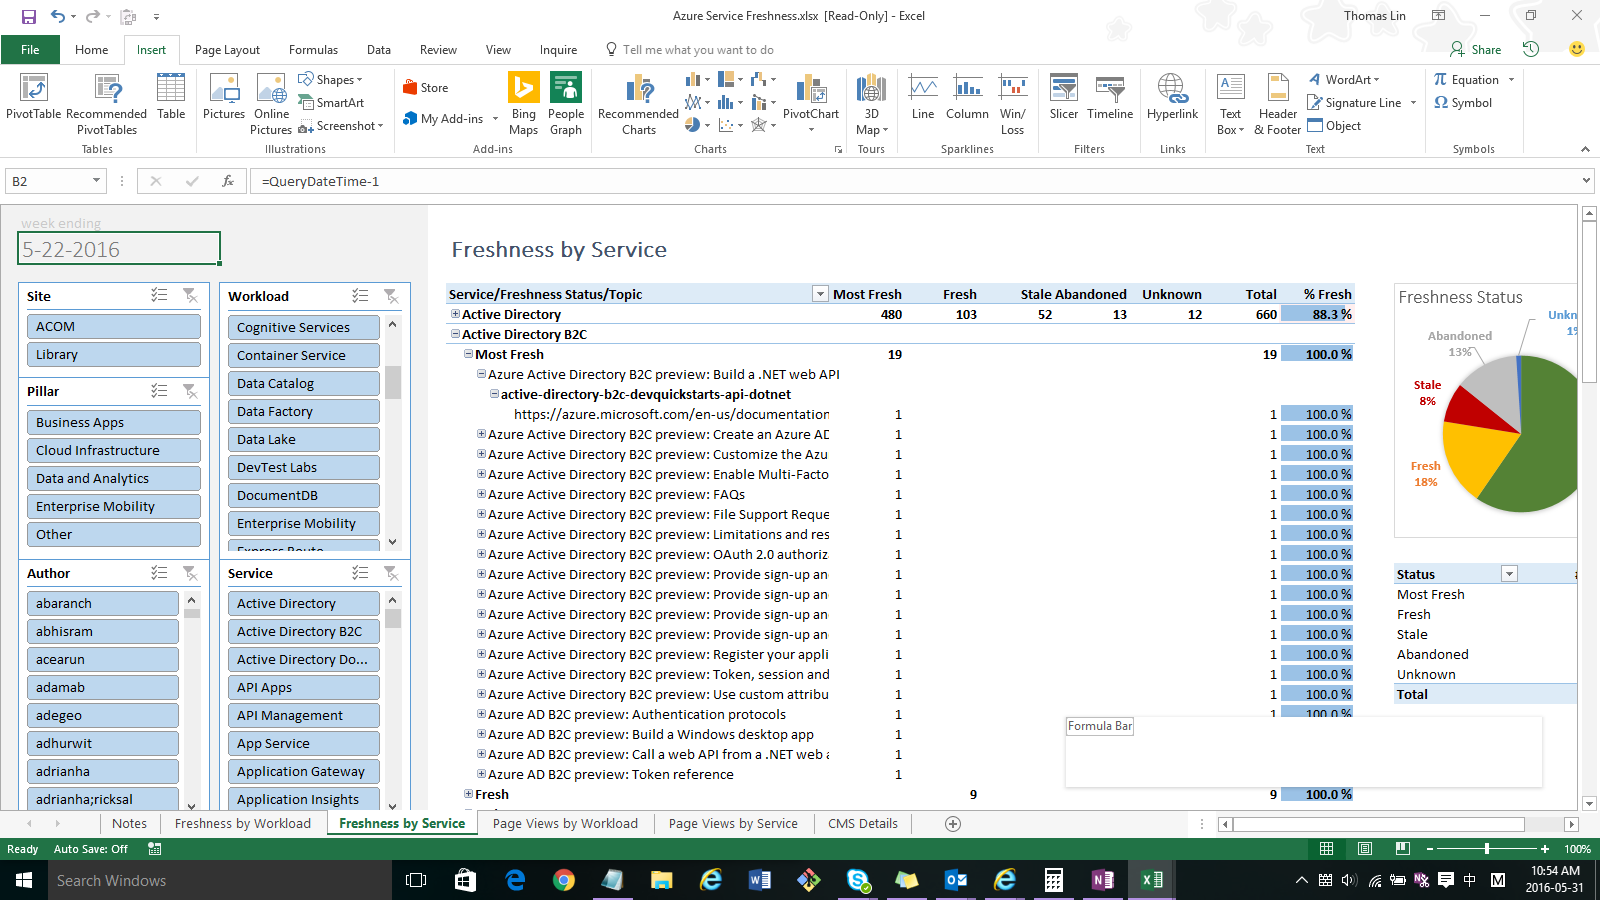 Azure Service Freshness.xlsx [Read-Only] - Excel
Thomas Lin
File Home Insert Page Layout Formulas Data Review View Inquire Tell me what you want to do Share
PivotTable
Recommended PivotTables
Table
Tables
Pictures
Online Pictures
Shapes
SmartArt
Screenshot
Illustrations
Store
My Add-ins
Bing Maps
People Graph
Add-ins
Recommended Charts
PivotChart
Charts
3D Map
Tours
Line
Column
Win/ Loss
Sparklines
Slicer
Timeline
Filters
Hyperlink
Links
Text Box
Header & Footer
WordArt
Signature Line
Object
Text
Equation
Symbol
Symbols
B2
fx
=QueryDateTime-1
week ending
5-22-2016
Site
ACOM
Library
Pillar
Business Apps
Cloud Infrastructure
Data and Analytics
Enterprise Mobility
Other
Author
abaranch
abhisram
acearun
adamab
adegeo
adhurwit
adrianha
adrianha;ricksal
Workload
Cognitive Services
Container Service
Data Catalog
Data Factory
Data Lake
DevTest Labs
DocumentDB
Enterprise Mobility
Express Route
Service
Active Directory
Active Directory B2C
Active Directory Do...
API Apps
API Management
App Service
Application Gateway
Application Insights
Freshness by Service
Service/Freshness Status/Topic Most Fresh Fresh Stale Abandoned Unknown Total % Fresh
Active Directory 480 103 52 13 12 660 88.3 %
Active Directory B2C
Most Fresh 19 19 100.0 %
Azure Active Directory B2C preview: Build a .NET web API
active-directory-b2c-devquickstarts-api-dotnet
https://azure.microsoft.com/en-us/documentation 1 1 100.0 %
Azure Active Directory B2C preview: Create an Azure AD 1 1 100.0 %
Azure Active Directory B2C preview: Customize the Azu 1 1 100.0 %
Azure Active Directory B2C preview: Enable Multi-Facto 1 1 100.0 %
Azure Active Directory B2C preview: FAQs 1 1 100.0 %
Azure Active Directory B2C preview: File Support Reque 1 1 100.0 %
Azure Active Directory B2C preview: Limitations and res 1 1 100.0 %
Azure Active Directory B2C preview: OAuth 2.0 authoriz 1 1 100.0 %
Azure Active Directory B2C preview: Provide sign-up an 1 1 100.0 %
Azure Active Directory B2C preview: Provide sign-up an 1 1 100.0 %
Azure Active Directory B2C preview: Provide sign-up an 1 1 100.0 %
Azure Active Directory B2C preview: Provide sign-up an 1 1 100.0 %
Azure Active Directory B2C preview: Register your appli 1 1 100.0 %
Azure Active Directory B2C preview: Token, session and 1 1 100.0 %
Azure Active Directory B2C preview: Use custom attribu 1 1 100.0 %
Azure AD B2C preview: Authentication protocols 1 1 100.0 %
Azure AD B2C preview: Build a Windows desktop app 1
Azure AD B2C preview: Call a web API from a .NET web a 1
Azure AD B2C preview: Token reference 1
Fresh 9 9 100.0 %
Formula Bar
Freshness Status
Unkn
1%
Abandoned
13%
Stale
8%
Fresh
18%
Status
Most Fresh
Fresh
Stale
Abandoned
Unknown
Total
Notes Freshness by Workload Freshness by Service Page Views by Workload Page Views by Service CMS Details
Ready Auto Save: Off 100%
Search Windows
中
M
10:54 AM
2016-05-31